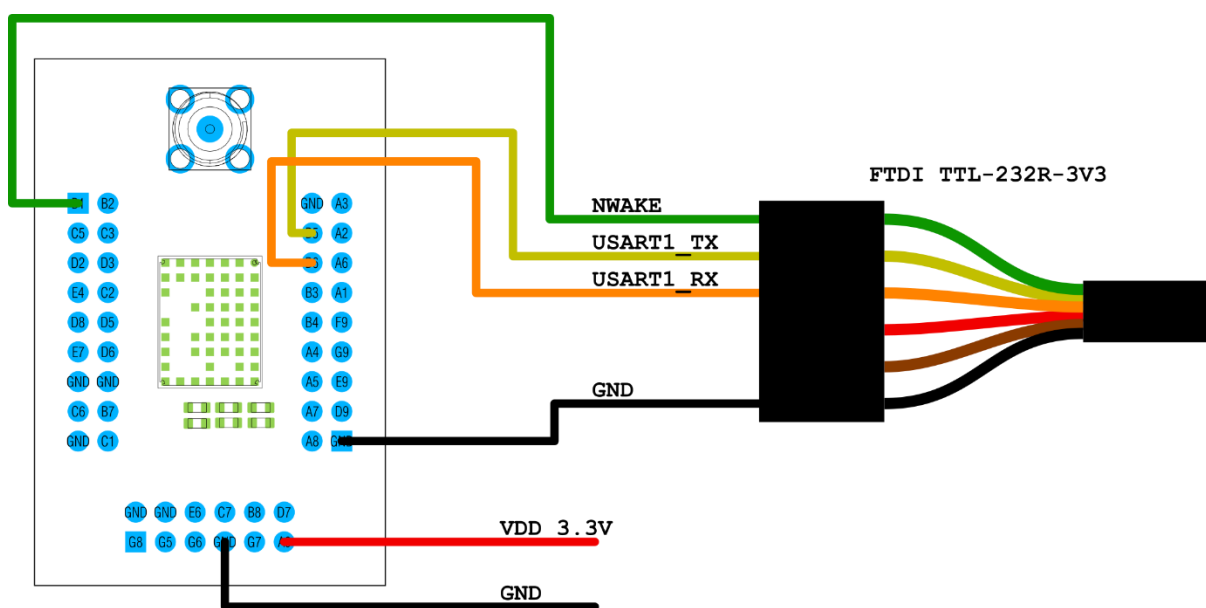 FTDI TTL-232R-3V3
NWAKE
USART1_TX
USART1_RX
GND
B2 GND A3
C5 C3 A2
D2 D3 A6
E4 C2 B3 A1
D8 D5 B4 F9
E7 D6 A4 G9
GND GND A5 E9
C6 B7 A7 D9
GND C1 A8 GND
GND GND E6 C7 B8 D7
G8 G5 G6 GND G7
VDD 3.3V
GND